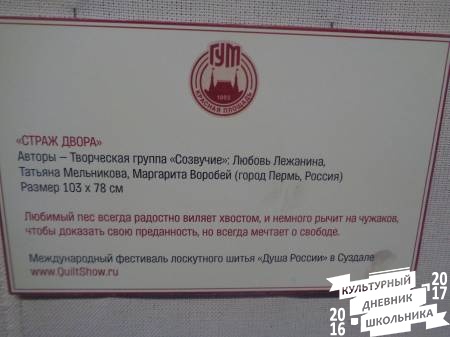 ГУМ
1893
КРАСНАЯ ПЛОЩАДЬ
«СТРАЖ ДВОРА»
Авторы – Творческая группа «Созвучие»: Любовь Лежанина,
Татьяна Мельникова, Маргарита Воробей (город Пермь, Россия)
Размер 103 x 78 см
Любимый пес всегда радостно виляет хвостом, и немного рычит на чужаков,
чтобы доказать свою преданность, но всегда мечтает о свободе.
Международный фестиваль лоскутного шитья «Душа России» в Суздале
www.QuiltShow.ru
КУЛЬТУРНЫЙ
ДНЕВНИК
ШКОЛЬНИКА
2016
2017